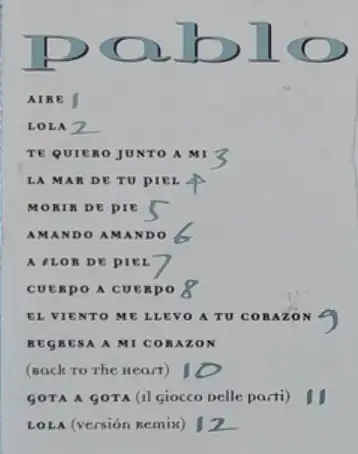 pablo
AIRE 1
LOLA 2
TE QUIERO JUNTO A MI 3
LA MAR DE TU PIEL 4
MORIR DE PIE 5
AMANDO AMANDO 6
A FLOR DE PIEL 7
CUERPO A CUERPO 8
EL VIENTO ME LLEVO A TU CORAZON 9
REGRESA A MI CORAZON
(Back To The Heart) 10
GOTA A GOTA (Il giocco Delle parti) 11
LOLA (versión Remix) 12